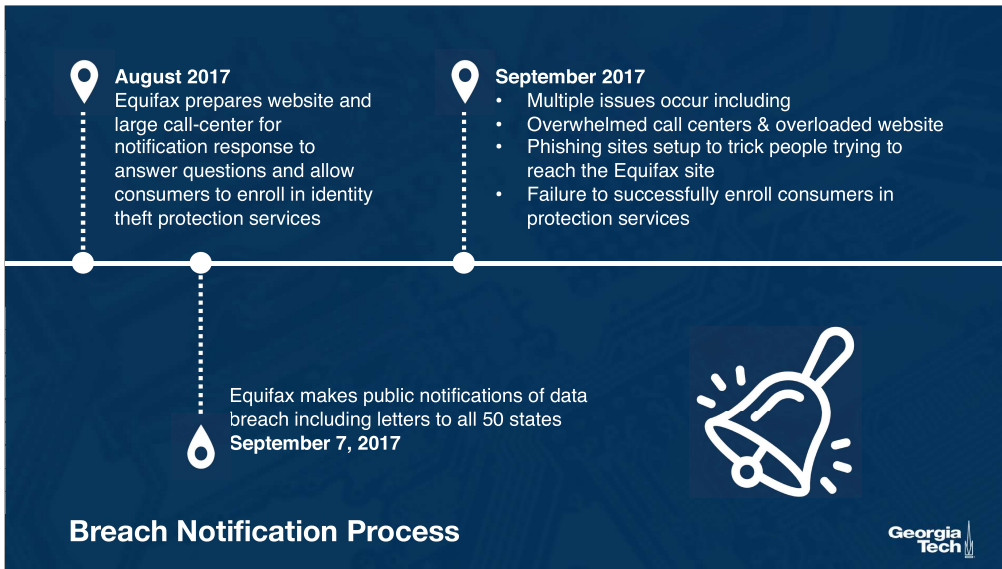 August 2017
Equifax prepares website and
large call-center for
notification response to
answer questions and allow
consumers to enroll in identity
theft protection services
September 2017
• Multiple issues occur including
• Overwhelmed call centers & overloaded website
• Phishing sites setup to trick people trying to
reach the Equifax site
• Failure to successfully enroll consumers in
protection services
Equifax makes public notifications of data
breach including letters to all 50 states
September 7, 2017
Breach Notification Process
Georgia
Tech